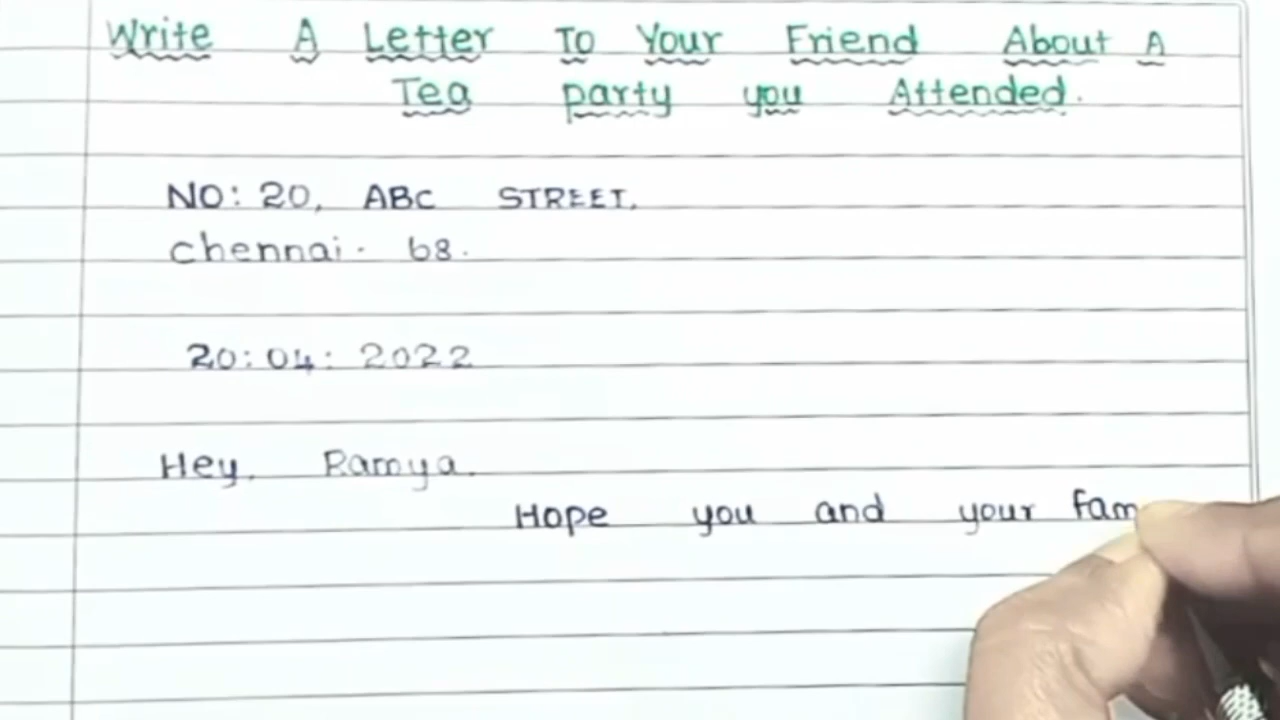 Write A Letter To Your Friend About A
Tea party you Attended.
NO: 20, ABC STREET,
Chennai - 68.
20:04: 2022
Hey, Ramya.
Hope you and your fam